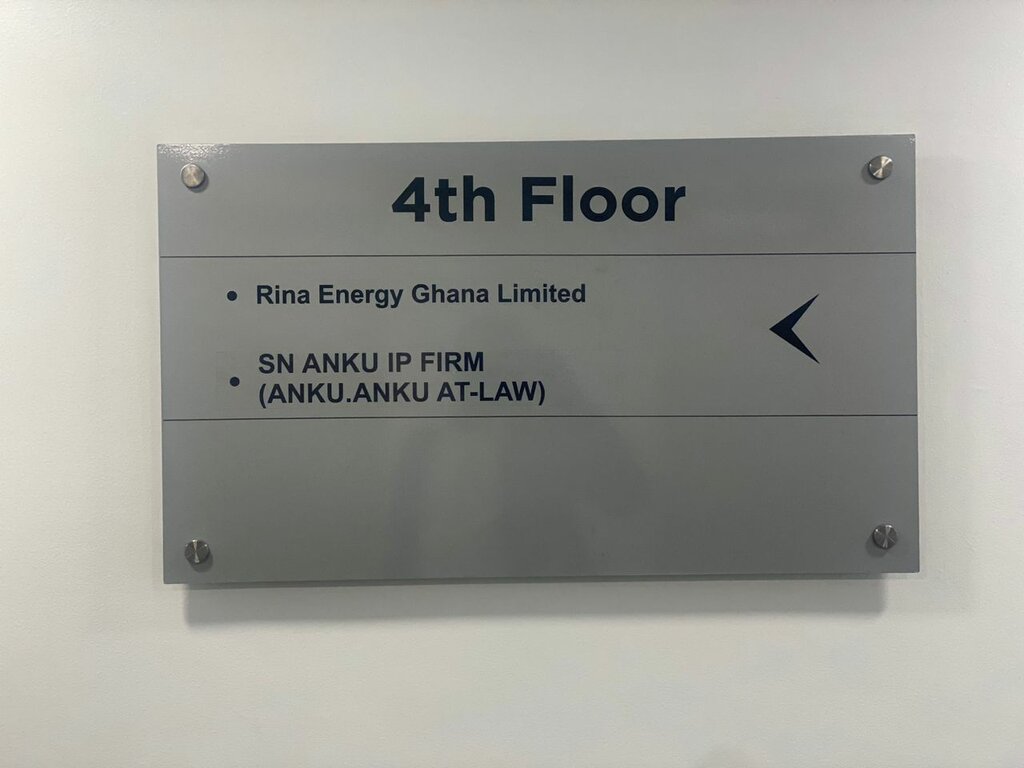 4th Floor
• Rina Energy Ghana Limited
• SN ANKU IP FIRM
(ANKU.ANKU AT-LAW)